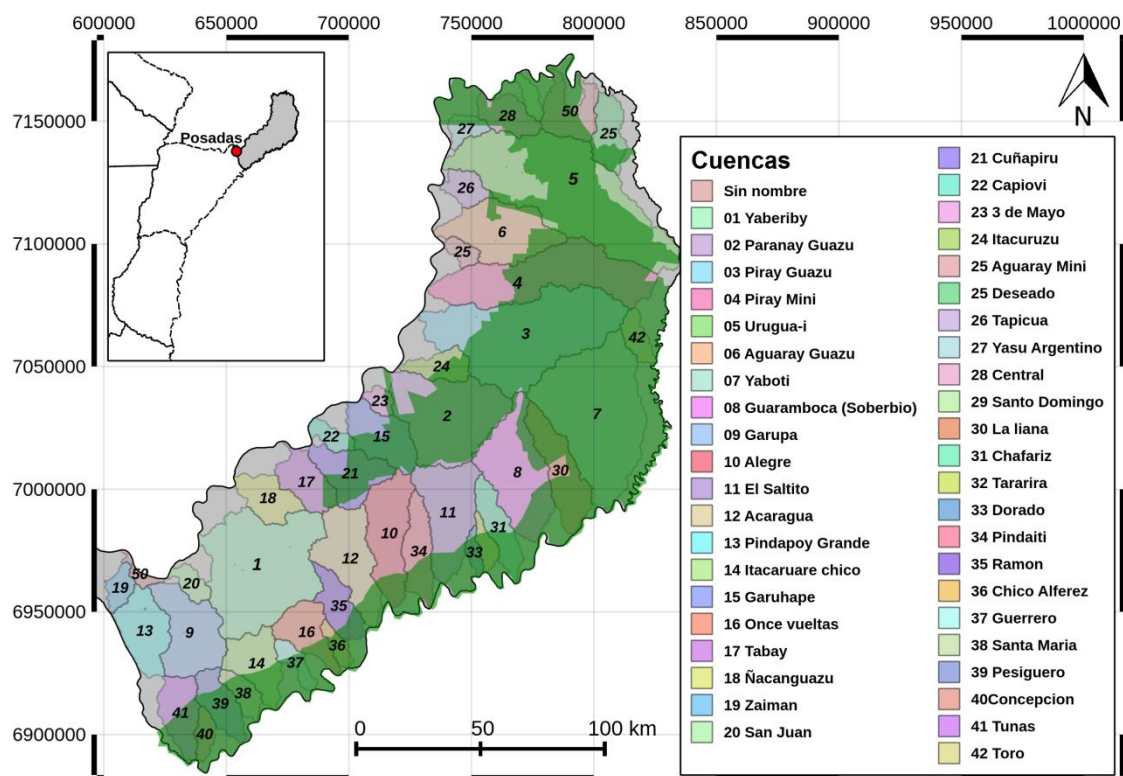 600000 650000 700000 750000 800000 850000 900000 950000 1000000
7150000
7100000
7050000
7000000
6950000
6900000
Posadas
N
50
28
27
25
5
26
6
25
4
3
42
24
23
2
7
22
15
21
17
8
30
18
11
10
31
1
12
34
33
50
19
20
35
13
9
16
36
14
37
38
41
39
40
0 50 100 km
Cuencas
Sin nombre
01 Yaberiby
02 Paranay Guazu
03 Piray Guazu
04 Piray Mini
05 Urugua-i
06 Aguaray Guazu
07 Yaboti
08 Guaramboca (Soberbio)
09 Garupa
10 Alegre
11 El Saltito
12 Acaragua
13 Pindapoy Grande
14 Itacaruare chico
15 Garuhape
16 Once vueltas
17 Tabay
18 Ñacanguazu
19 Zaiman
20 San Juan
21 Cuñapiru
22 Capiovi
23 3 de Mayo
24 Itacuruzu
25 Aguaray Mini
25 Deseado
26 Tapicua
27 Yasu Argentino
28 Central
29 Santo Domingo
30 La liana
31 Chafariz
32 Tararira
33 Dorado
34 Pindaiti
35 Ramon
36 Chico Alferez
37 Guerrero
38 Santa Maria
39 Pesiguero
40Concepcion
41 Tunas
42 Toro